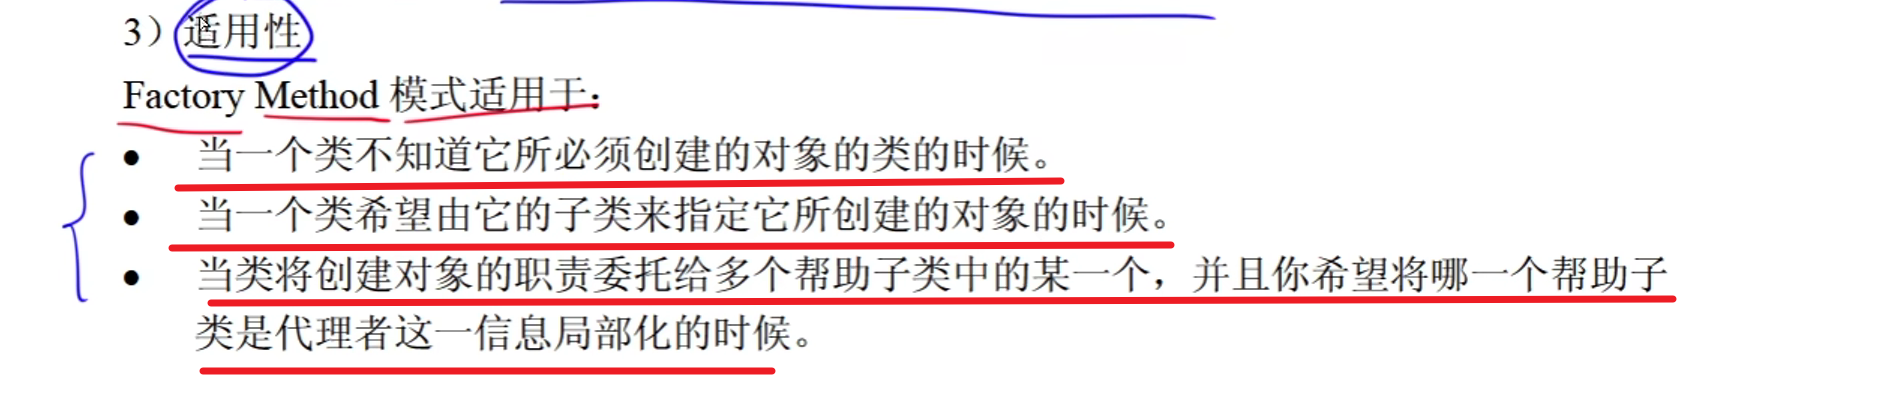 3）适用性
Factory Method 模式适用于：
● 当一个类不知道它所必须创建的对象的类的时候。
● 当一个类希望由它的子类来指定它所创建的对象的时候。
● 当类将创建对象的职责委托给多个帮助子类中的某一个，并且你希望将哪一个帮助子
类是代理者这一信息局部化的时候。